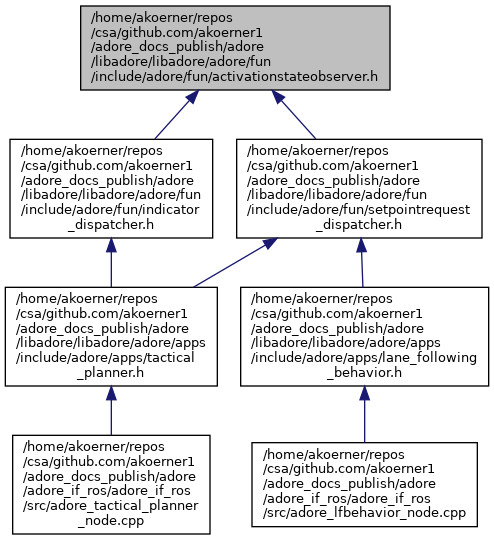 /home/akoerner/repos
/csa/github.com/akoerner1
/adore_docs_publish/adore
/libadore/libadore/adore/fun
/include/adore/fun/activationstateobserver.h
/home/akoerner/repos
/csa/github.com/akoerner1
/adore_docs_publish/adore
/libadore/libadore/adore/fun
/include/adore/fun/indicator
_dispatcher.h
/home/akoerner/repos
/csa/github.com/akoerner1
/adore_docs_publish/adore
/libadore/libadore/adore/fun
/include/adore/fun/setpointrequest
_dispatcher.h
/home/akoerner/repos
/csa/github.com/akoerner1
/adore_docs_publish/adore
/libadore/libadore/adore/apps
/include/adore/apps/tactical
_planner.h
/home/akoerner/repos
/csa/github.com/akoerner1
/adore_docs_publish/adore
/libadore/libadore/adore/apps
/include/adore/apps/lane_following
_behavior.h
/home/akoerner/repos
/csa/github.com/akoerner1
/adore_docs_publish/adore
/adore_if_ros/adore_if_ros
/src/adore_tactical_planner
_node.cpp
/home/akoerner/repos
/csa/github.com/akoerner1
/adore_docs_publish/adore
/adore_if_ros/adore_if_ros
/src/adore_lfbehavior_node.cpp